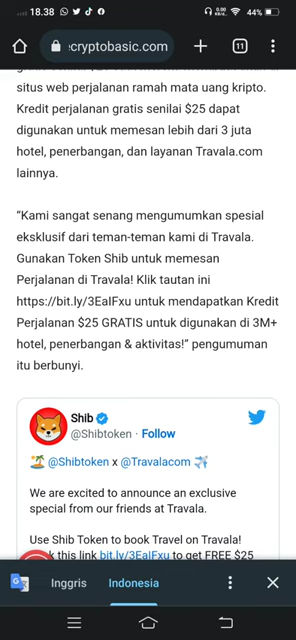 18.38
0.00 KB/s
44%
ecryptobasic.com
11
situs web perjalanan ramah mata uang kripto.
Kredit perjalanan gratis senilai $25 dapat
digunakan untuk memesan lebih dari 3 juta
hotel, penerbangan, dan layanan Travala.com
lainnya.
“Kami sangat senang mengumumkan spesial
eksklusif dari teman-teman kami di Travala.
Gunakan Token Shib untuk memesan
Perjalanan di Travala! Klik tautan ini
https://bit.ly/3EaIFxu untuk mendapatkan Kredit
Perjalanan $25 GRATIS untuk digunakan di 3M+
hotel, penerbangan & aktivitas!” pengumuman
itu berbunyi.
Shib
@Shibtoken · Follow
@Shibtoken x @Travalacom
We are excited to announce an exclusive
special from our friends at Travala.
Use Shib Token to book Travel on Travala!
this link bit.ly/3EaIFxu to get FREE $25
Inggris Indonesia